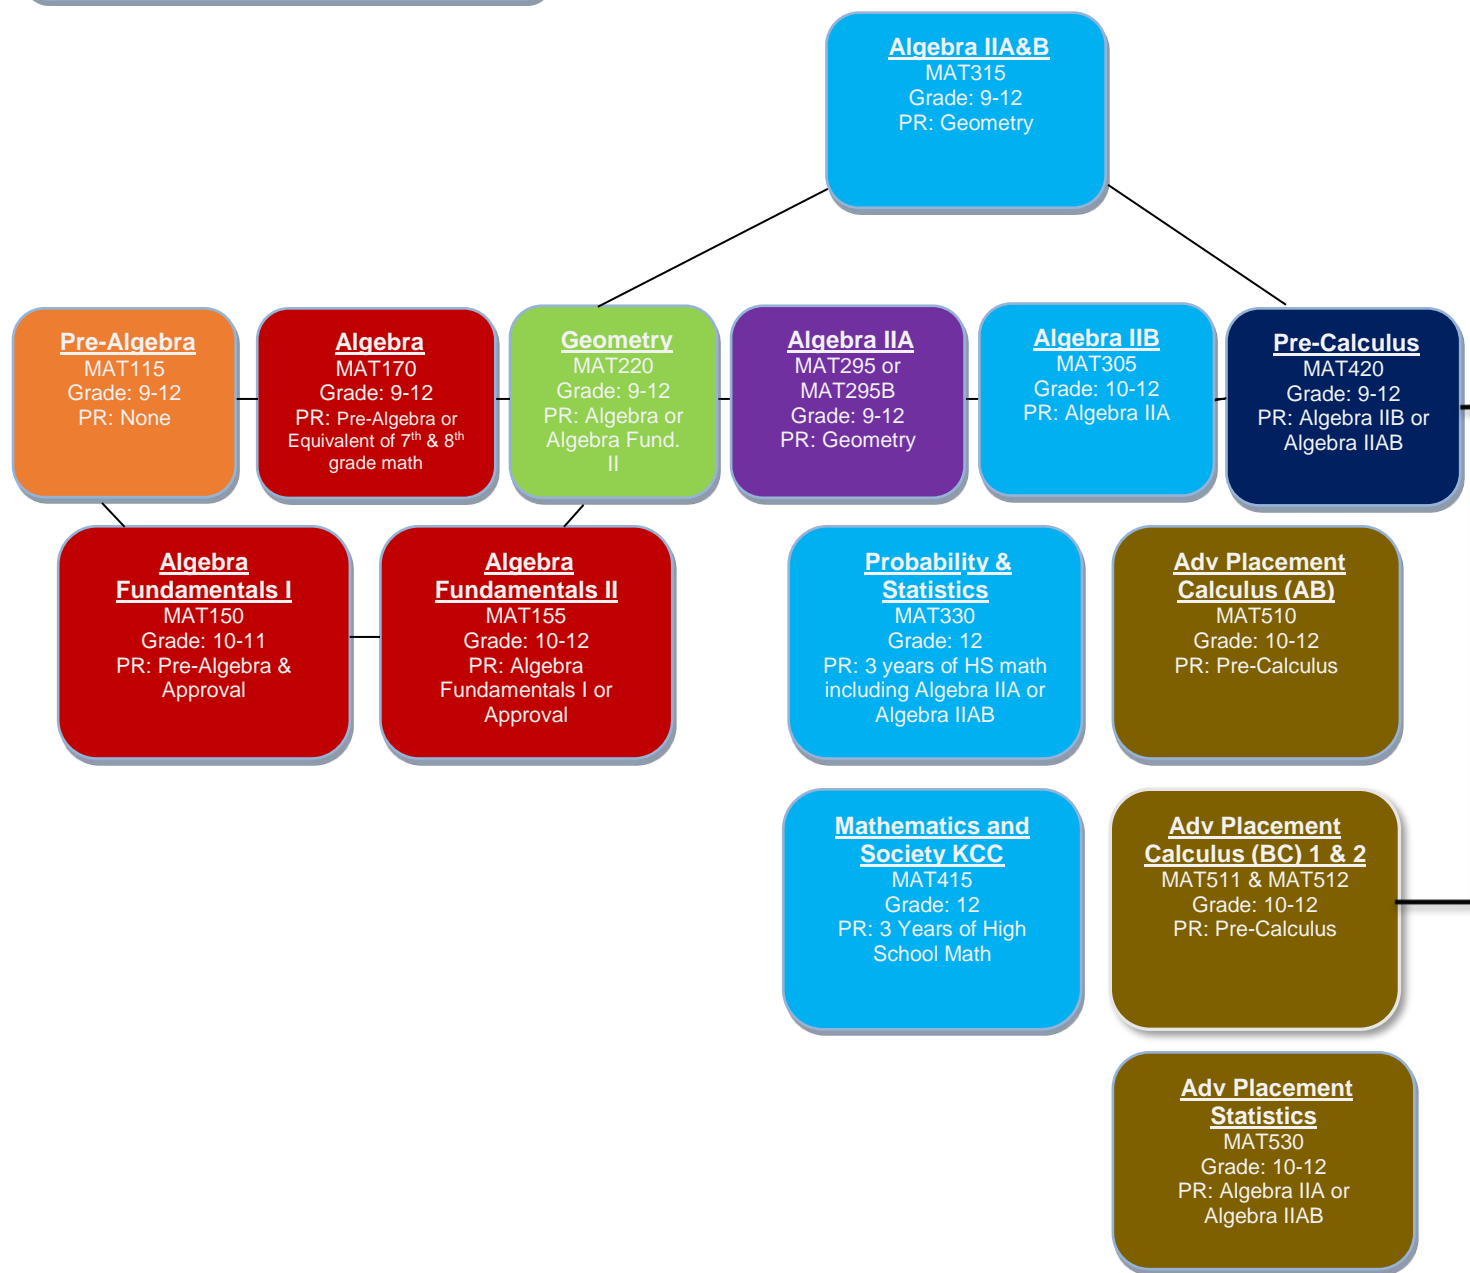 Algebra IIA&B
MAT315
Grade: 9-12
PR: Geometry
Pre-Algebra
MAT115
Grade: 9-12
PR: None
Algebra
MAT170
Grade: 9-12
PR: Pre-Algebra or
Equivalent of 7th & 8th
grade math
Geometry
MAT220
Grade: 9-12
PR: Algebra or
Algebra Fund.
II
Algebra IIA
MAT295 or
MAT295B
Grade: 9-12
PR: Geometry
Algebra IIB
MAT305
Grade: 10-12
PR: Algebra IIA
Pre-Calculus
MAT420
Grade: 9-12
PR: Algebra IIB or
Algebra IIAB
Algebra
Fundamentals I
MAT150
Grade: 10-11
PR: Pre-Algebra &
Approval
Algebra
Fundamentals II
MAT155
Grade: 10-12
PR: Algebra
Fundamentals I or
Approval
Probability &
Statistics
MAT330
Grade: 12
PR: 3 years of HS math
including Algebra IIA or
Algebra IIAB
Adv Placement
Calculus (AB)
MAT510
Grade: 10-12
PR: Pre-Calculus
Mathematics and
Society KCC
MAT415
Grade: 12
PR: 3 Years of High
School Math
Adv Placement
Calculus (BC) 1 & 2
MAT511 & MAT512
Grade: 10-12
PR: Pre-Calculus
Adv Placement
Statistics
MAT530
Grade: 10-12
PR: Algebra IIA or
Algebra IIAB